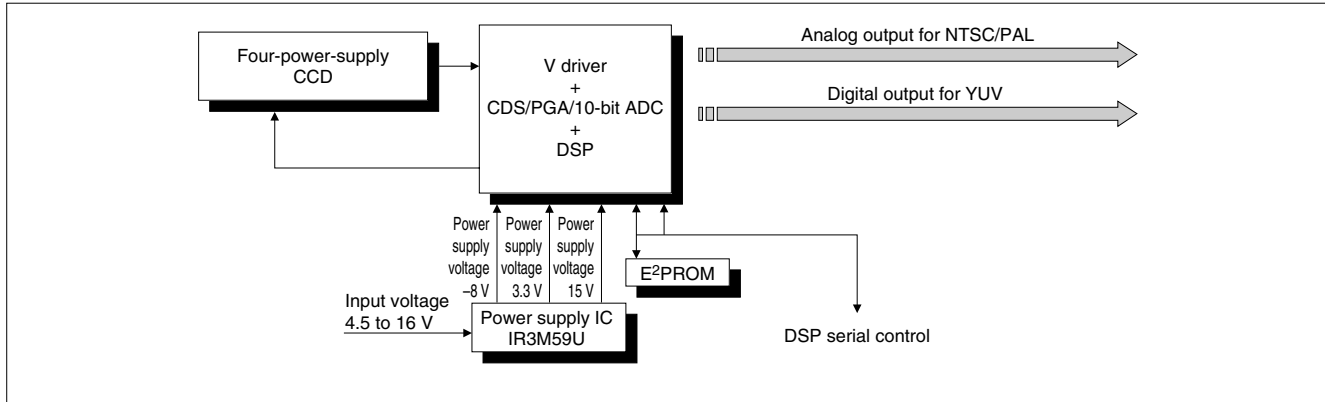 Four-power-supply
CCD
V driver
+
CDS/PGA/10-bit ADC
+
DSP
Analog output for NTSC/PAL
Digital output for YUV
Power
supply
voltage
–8 V
Power
supply
voltage
3.3 V
Power
supply
voltage
15 V
E²PROM
Input voltage
4.5 to 16 V
Power supply IC
IR3M59U
DSP serial control